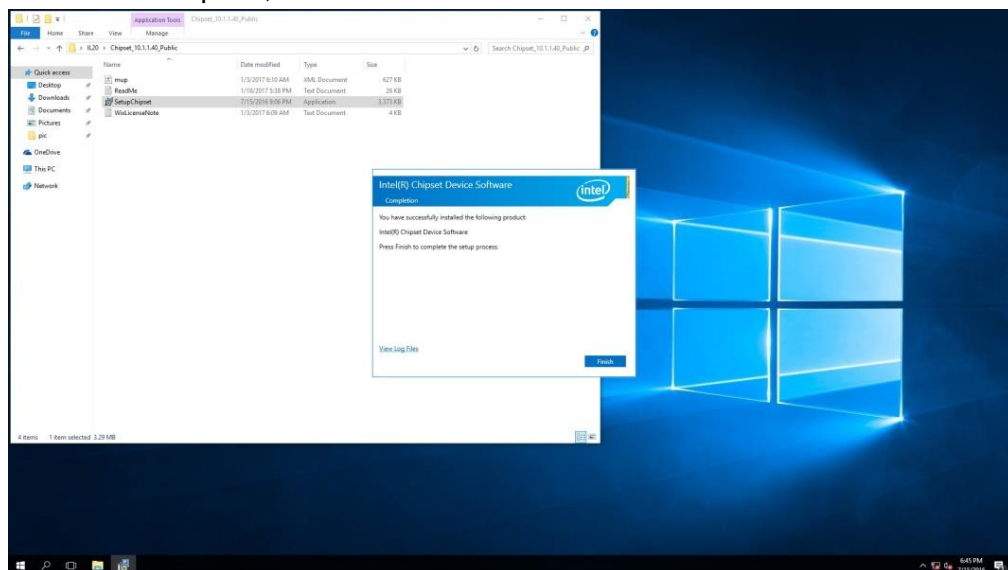 Application Tools
Chipset_10.1.1.40_Public
File Home Share View Manage
IL20 Chipset_10.1.1.40_Public
Search Chipset_10.1.1.40_Public
Name Date modified Type Size
Quick access
Desktop
Downloads
Documents
Pictures
pic
OneDrive
This PC
Network
mup 1/3/2017 6:10 AM XML Document 627 KB
ReadMe 1/10/2017 5:38 PM Text Document 26 KB
SetupChipset 7/15/2016 9:06 PM Application 3,373 KB
WixLicenseNote 1/3/2017 6:09 AM Text Document 4 KB
Intel(R) Chipset Device Software
Completion
intel
You have successfully installed the following product:
Intel(R) Chipset Device Software
Press Finish to complete the setup process.
View Log Files
Finish
4 items 1 item selected 3.29 MB
6:45 PM
7/15/2016